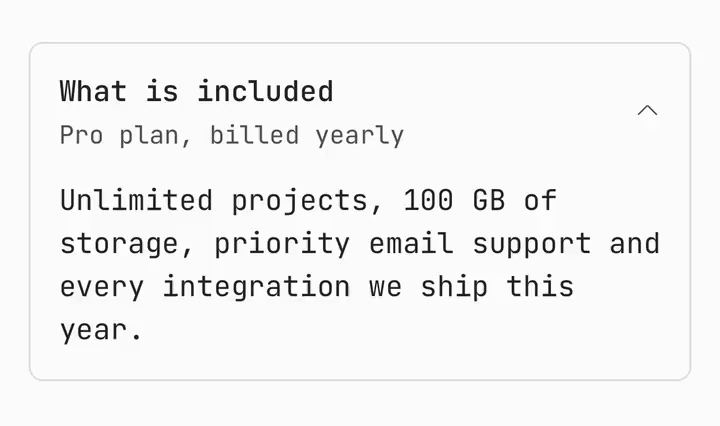 What is included
Pro plan, billed yearly
Unlimited projects, 100 GB of
storage, priority email support and
every integration we ship this
year.